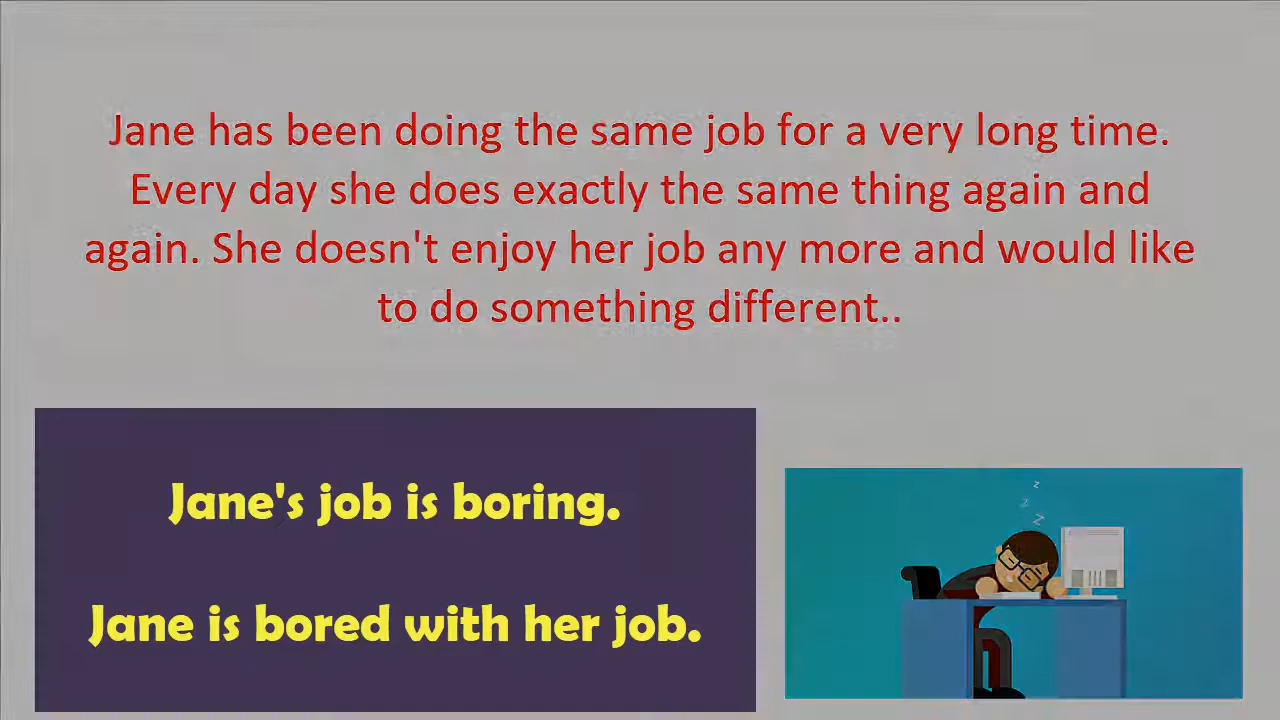 Jane has been doing the same job for a very long time.
Every day she does exactly the same thing again and
again. She doesn't enjoy her job any more and would like
to do something different..
Jane's job is boring.
Jane is bored with her job.
z
z
z